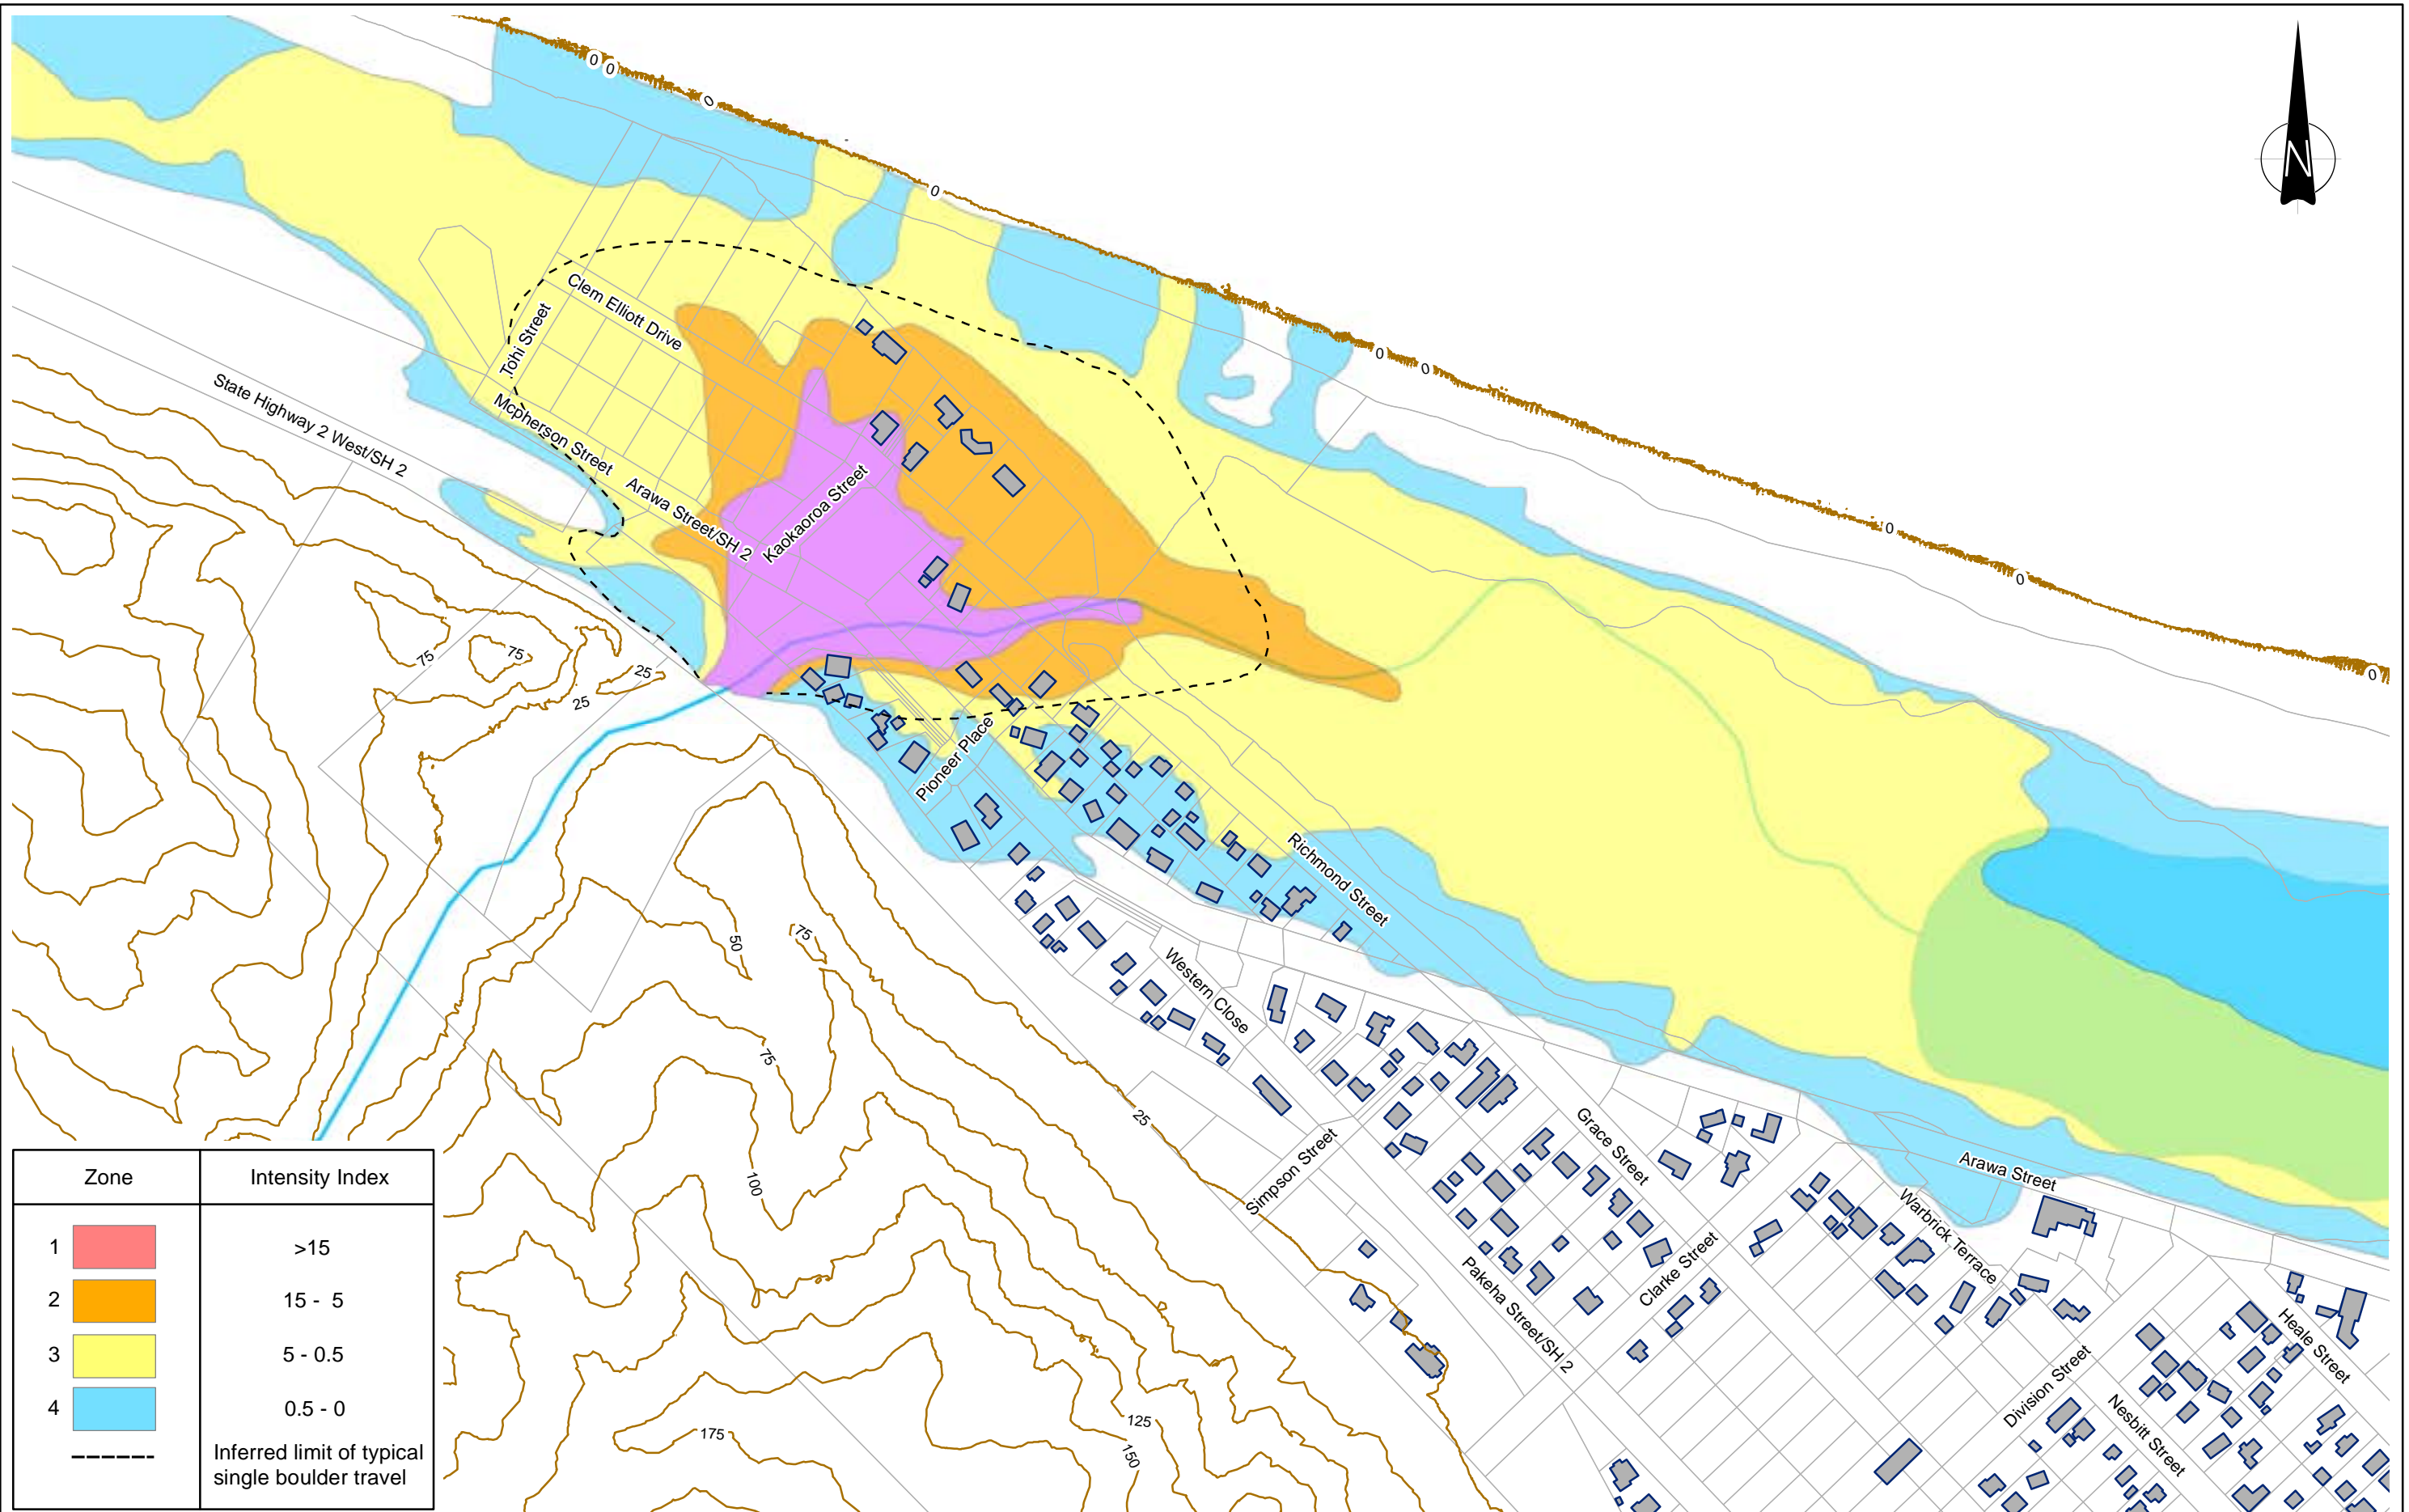 0 0
0
0
N
0
0
0
0
0
Clem Elliott Drive
Tohi Street
State Highway 2 West/SH 2
Mcpherson Street
Arawa Street/SH 2
Kaokaoroa Street
75
75
25
25
Pioneer Place
Richmond Street
50
75
75
Western Close
25
100
Simpson Street
Grace Street
Arawa Street
Warbrick Terrace
Clarke Street
Pakeha Street/SH 2
Heale Street
Division Street
Nesbitt Street
125
150
175
Zone Intensity Index
1 >15
2 15 - 5
3 5 - 0.5
4 0.5 - 0
Inferred limit of typical
single boulder travel